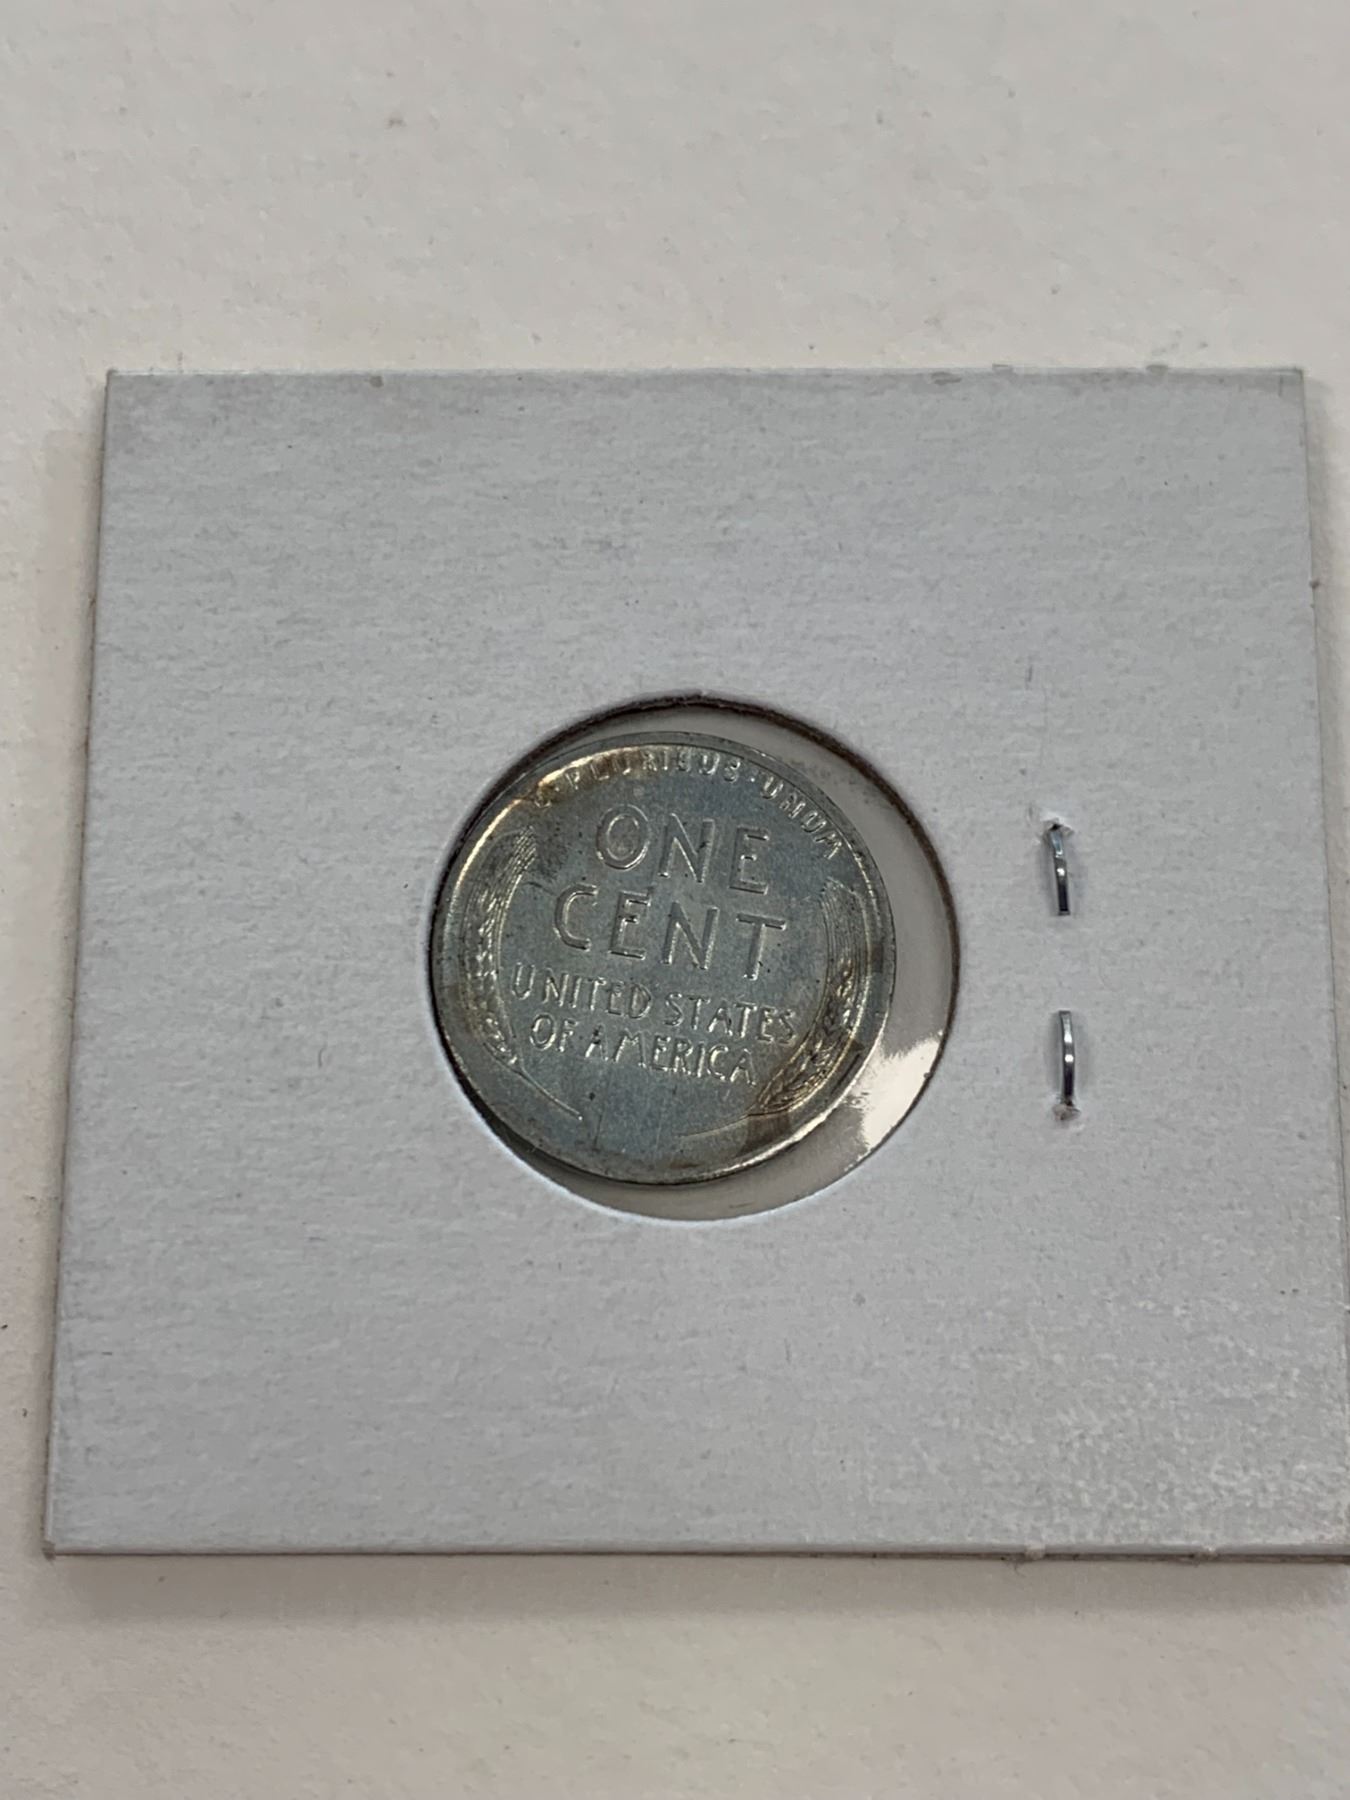 E · PLURIBUS · UNUM
ONE
CENT
UNITED STATES
OF AMERICA